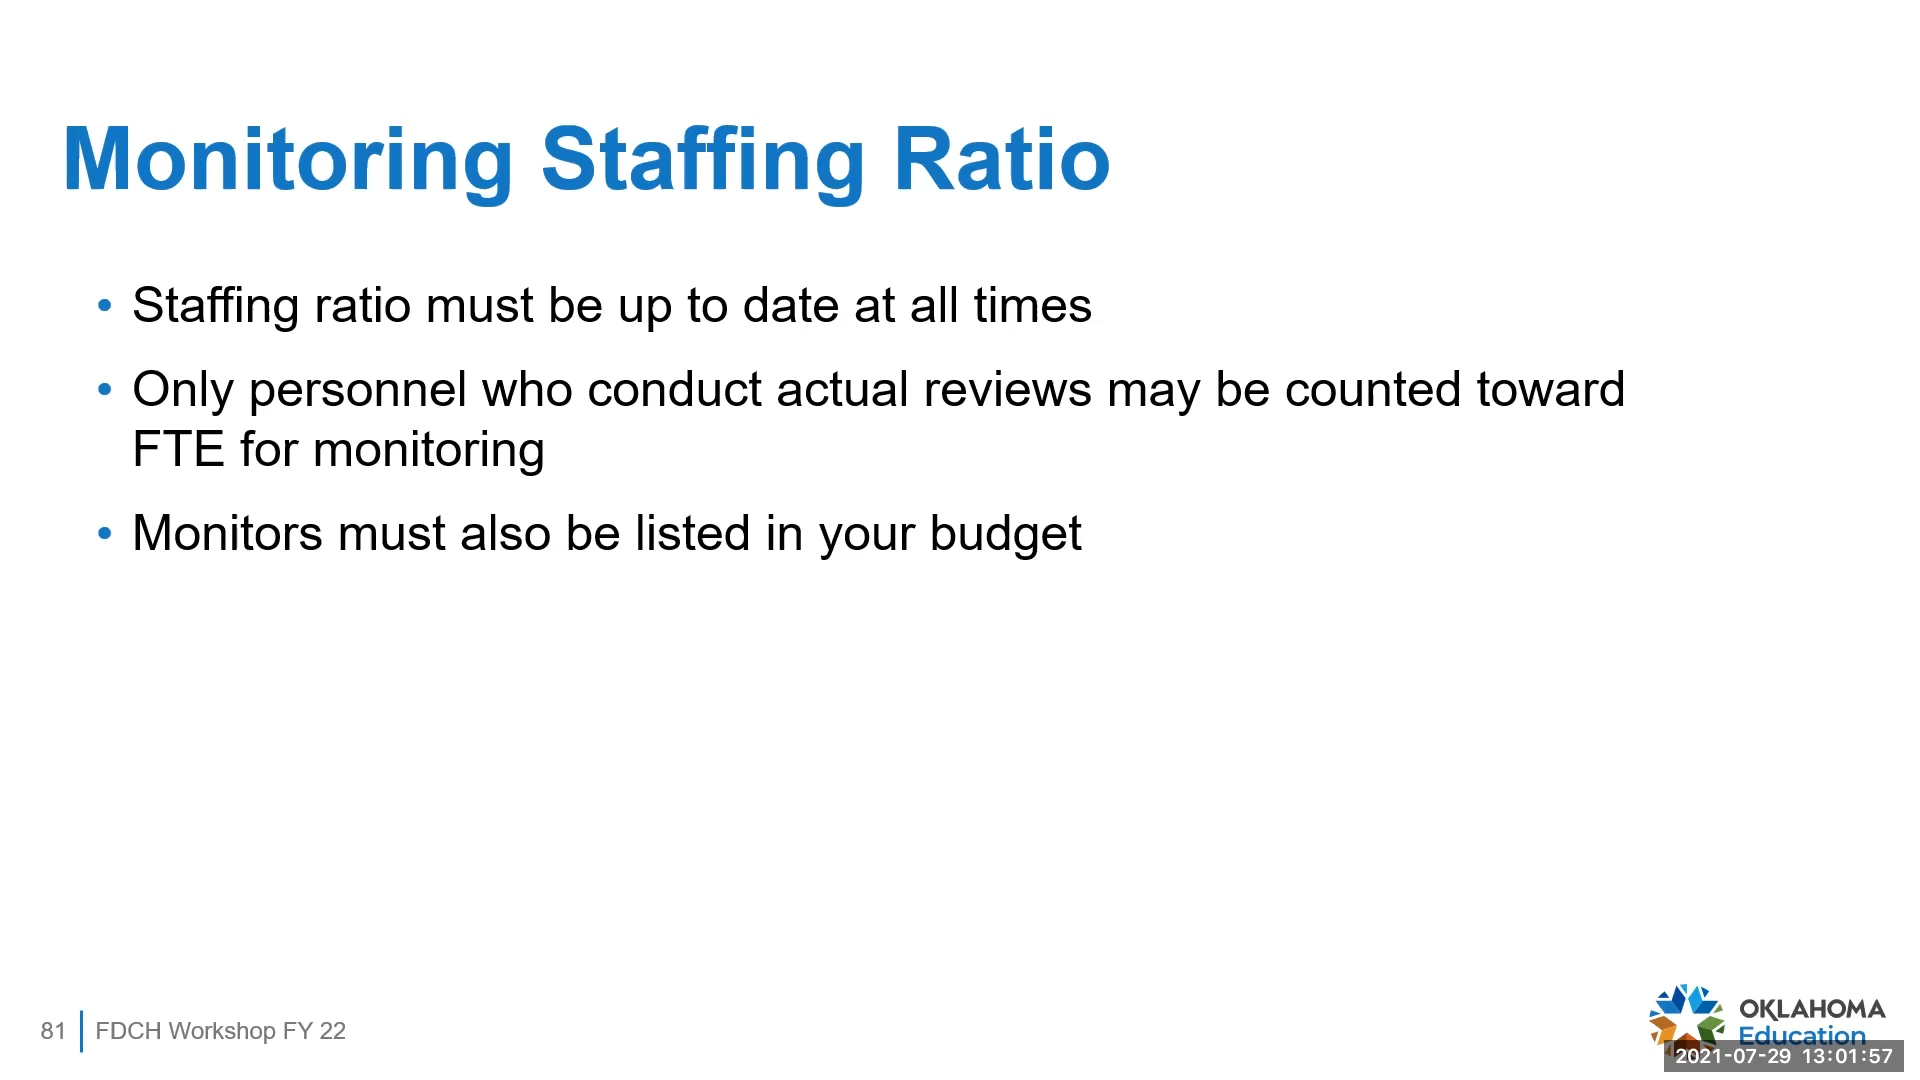 Monitoring Staffing Ratio
• Staffing ratio must be up to date at all times
• Only personnel who conduct actual reviews may be counted toward
FTE for monitoring
• Monitors must also be listed in your budget
81 FDCH Workshop FY 22
OKLAHOMA
Education
2021-07-29 13:01:57